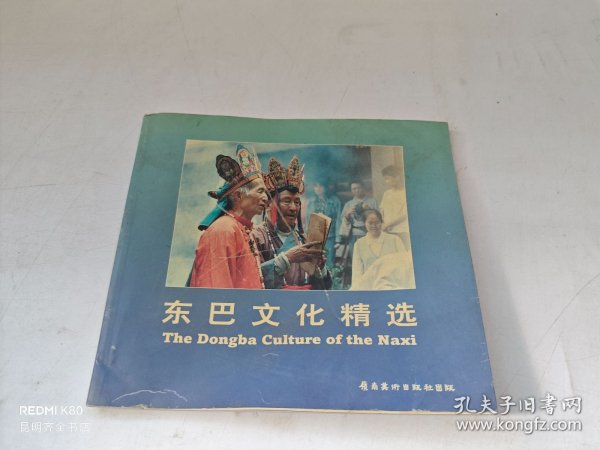 东巴文化精选
The Dongba Culture of the Naxi
岭南美术出版社出版
REDMI K80
昆明齐全书店
孔夫子旧书网
www.kongfz.com